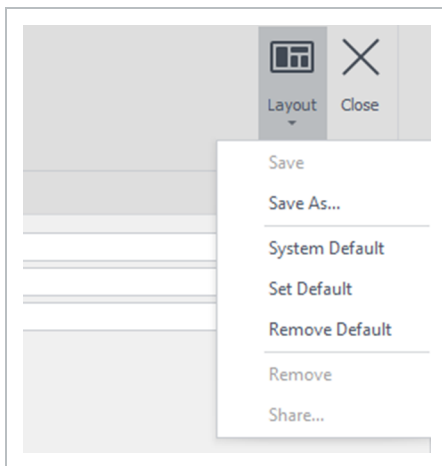 Layout
Close
Save
Save As...
System Default
Set Default
Remove Default
Remove
Share...